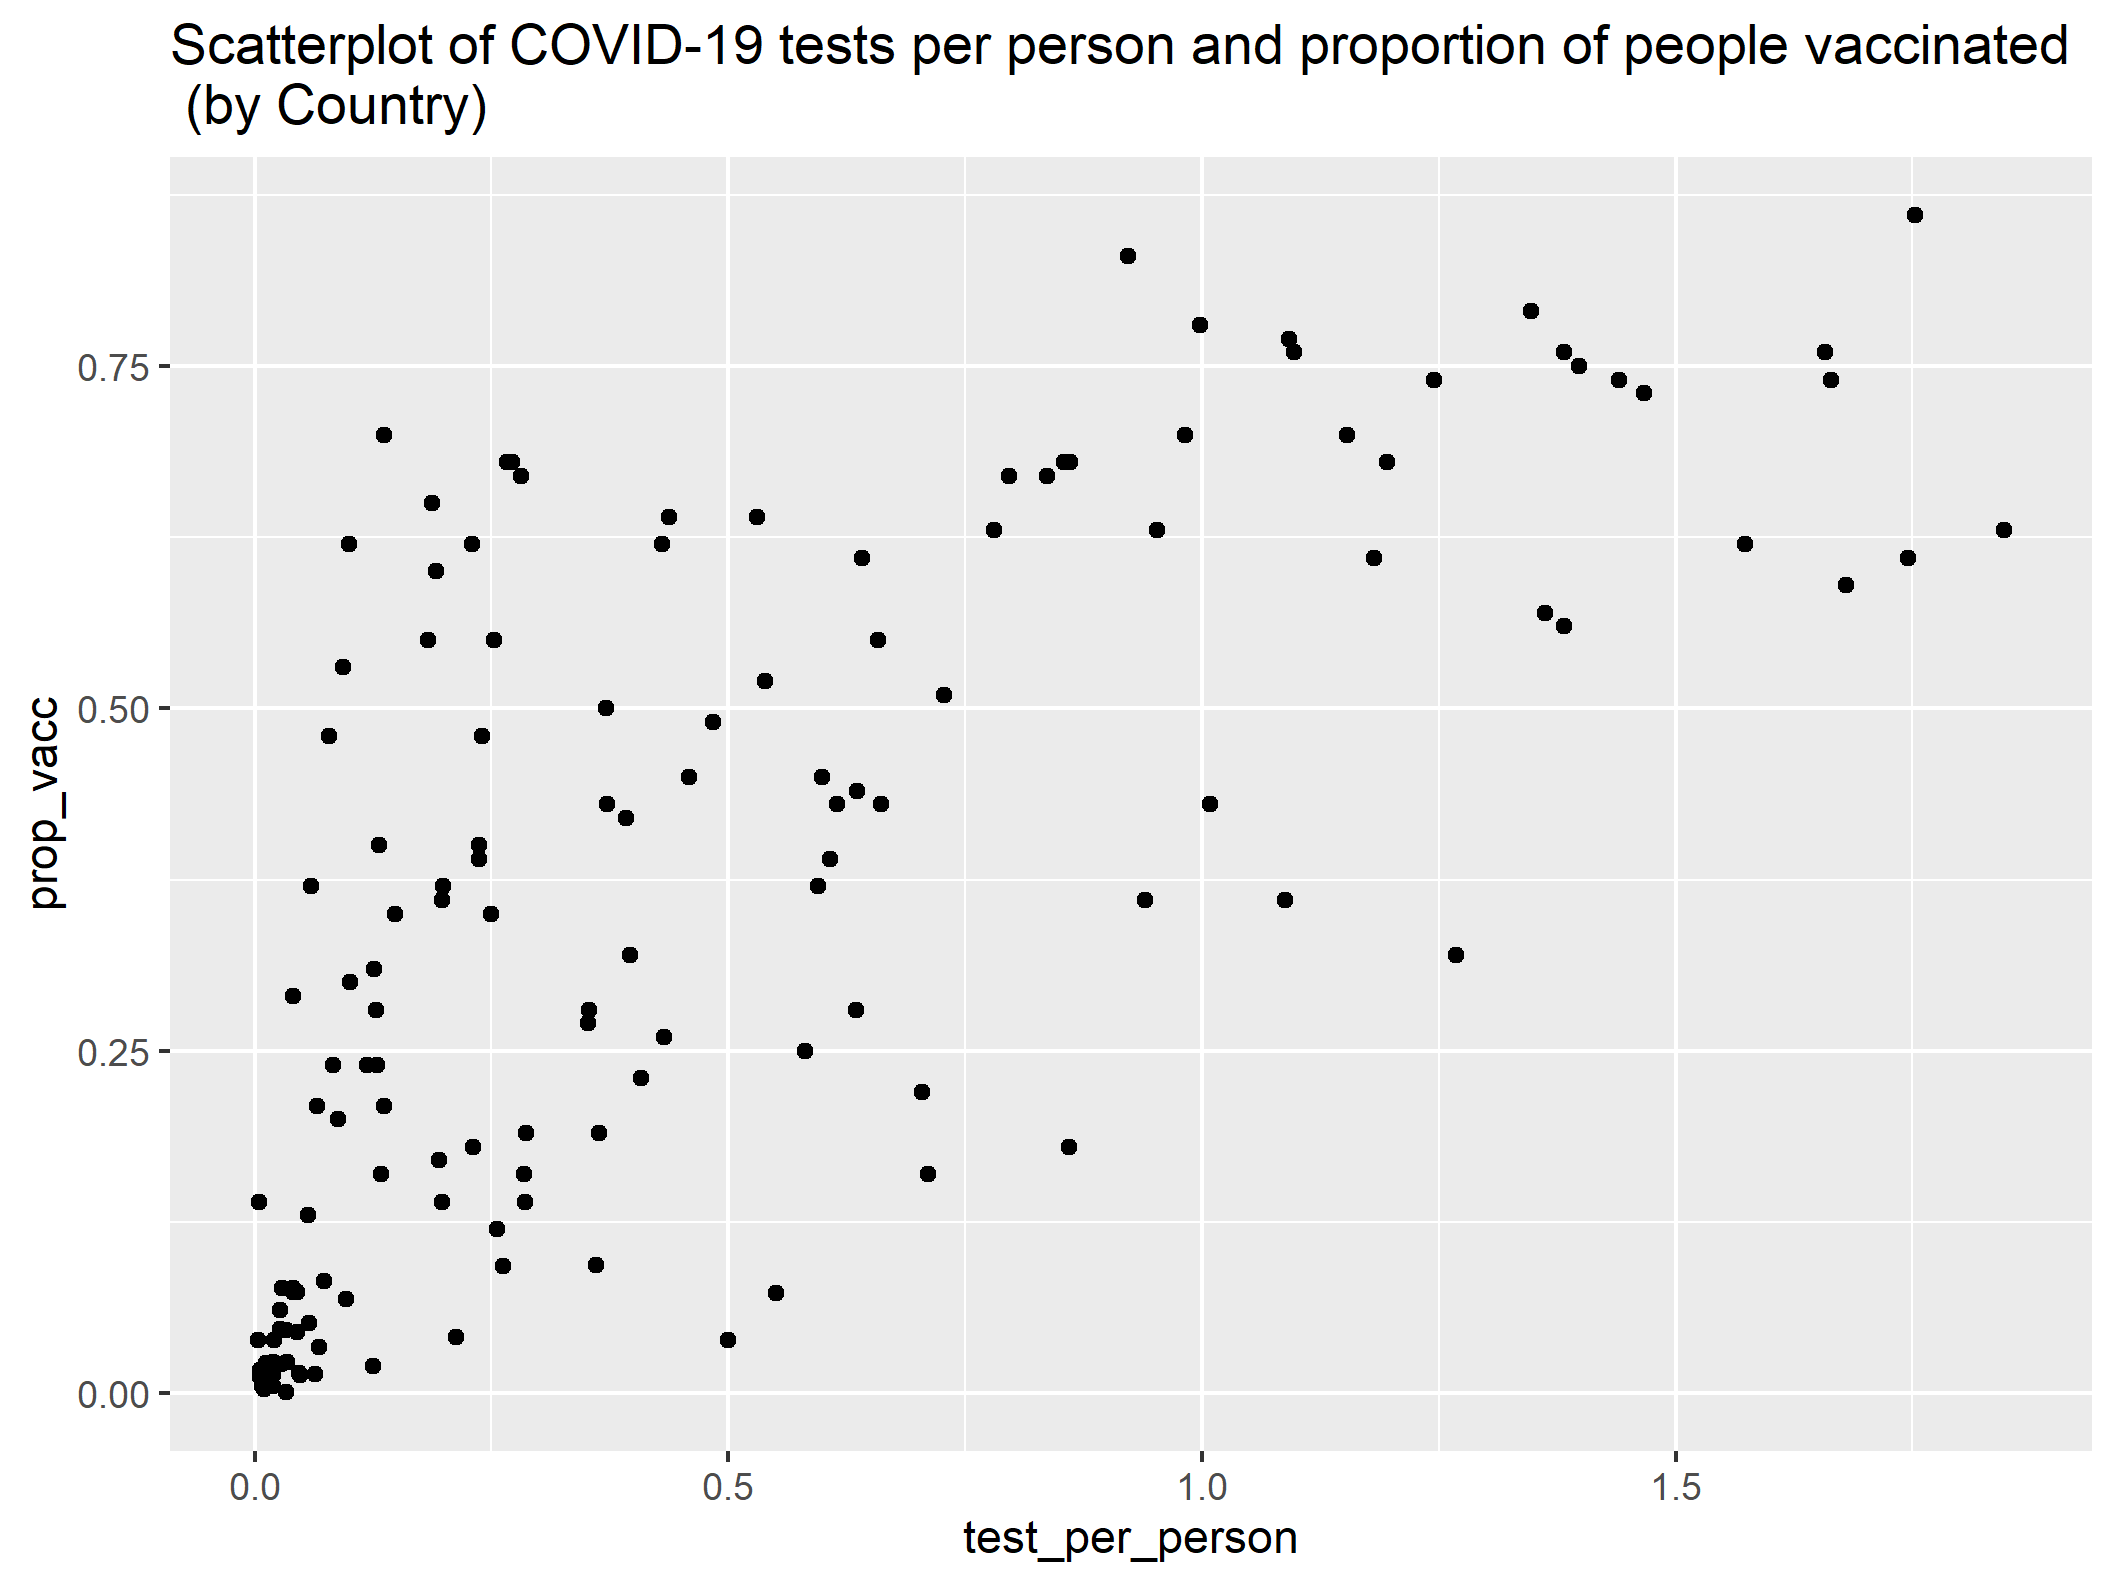 Scatterplot of COVID-19 tests per person and proportion of people vaccinated
(by Country)
prop_vacc
0.75
0.50
0.25
0.00
0.0 0.5 1.0 1.5
test_per_person